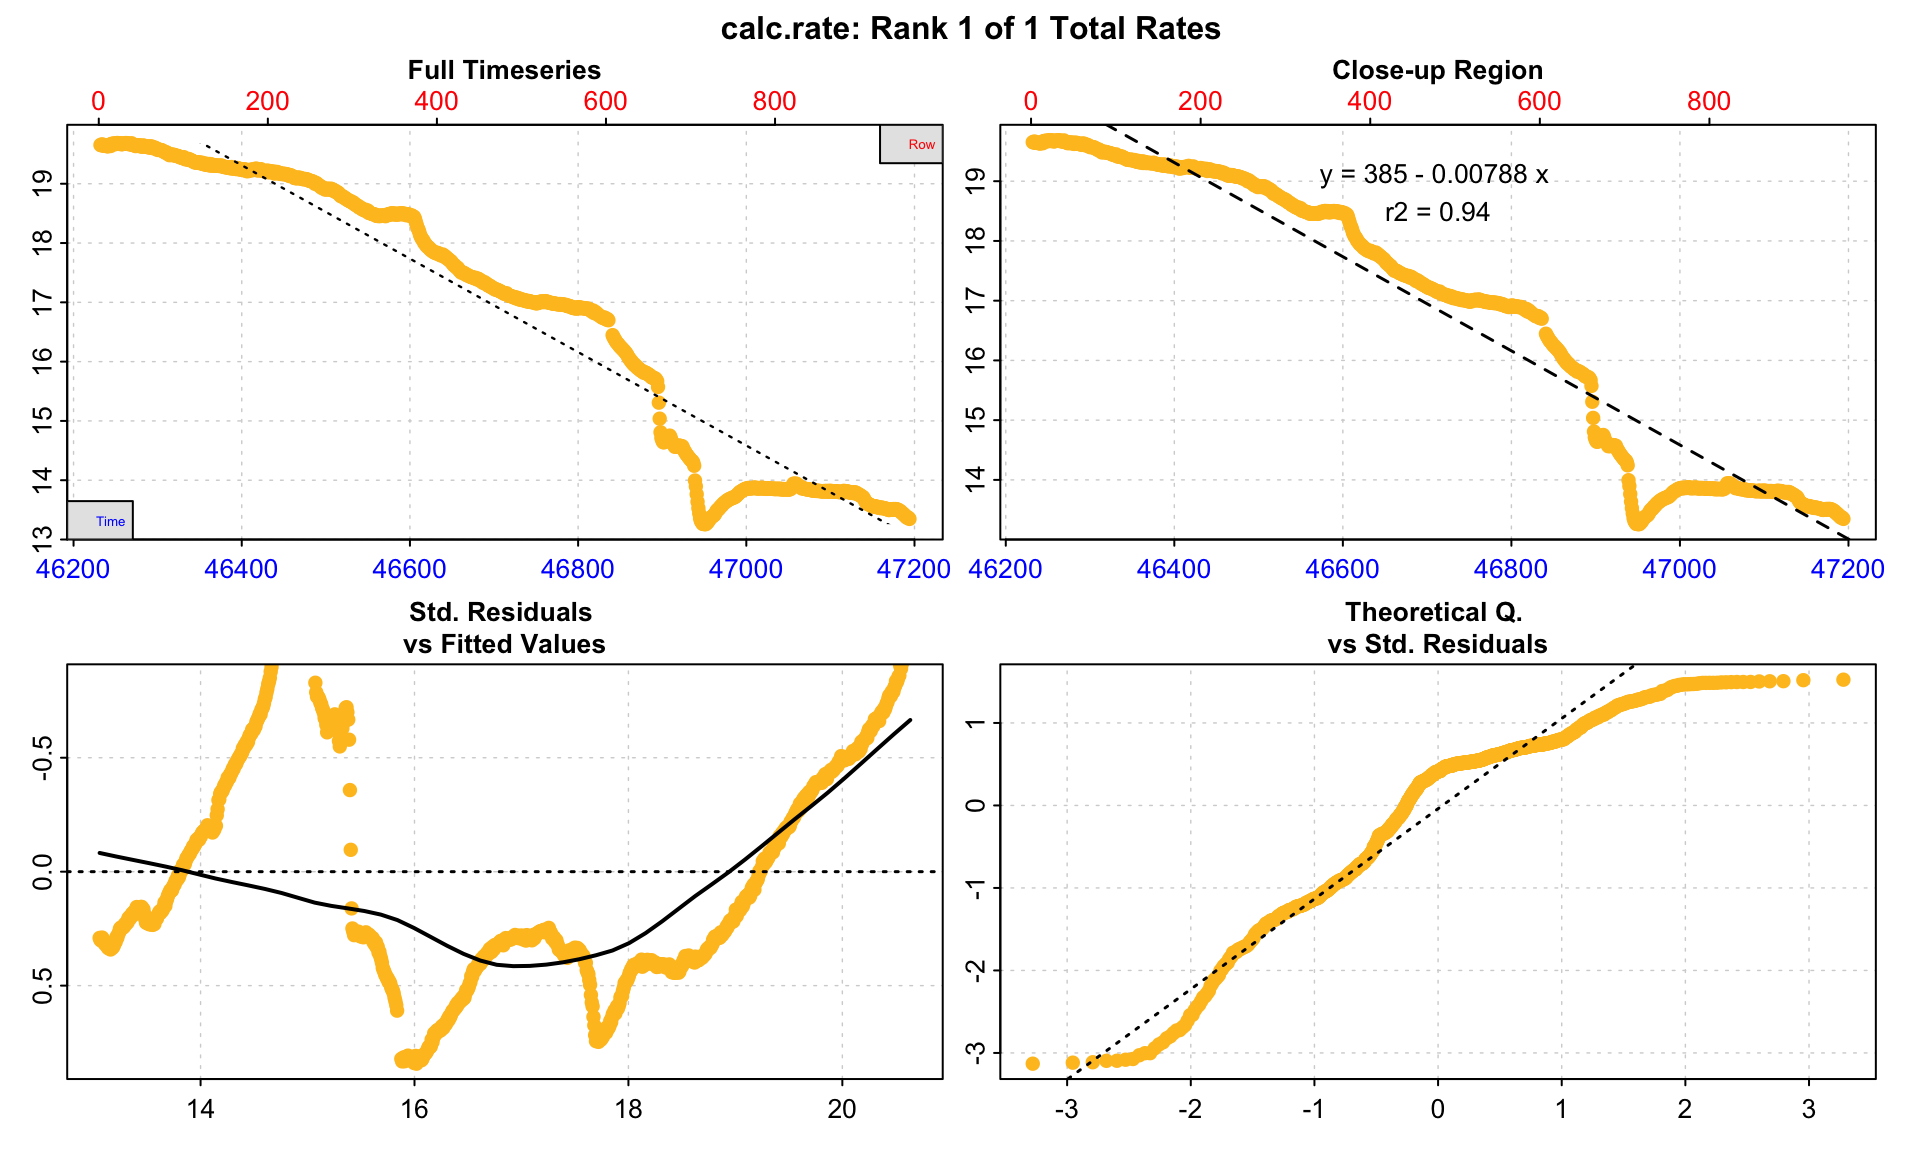 calc.rate: Rank 1 of 1 Total Rates
Full Timeseries
0 200 400 600 800
Row
19
18
17
16
15
14
13
Time
46200 46400 46600 46800 47000 47200
Close-up Region
0 200 400 600 800
y = 385 - 0.00788 x
r2 = 0.94
19
18
17
16
15
14
46200 46400 46600 46800 47000 47200
Std. Residuals
vs Fitted Values
-0.5
0.0
0.5
14 16 18 20
Theoretical Q.
vs Std. Residuals
1
0
-1
-2
-3
-3 -2 -1 0 1 2 3